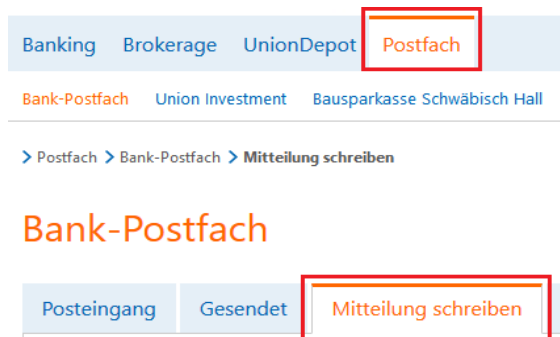 Banking Brokerage UnionDepot Postfach
Bank-Postfach Union Investment Bausparkasse Schwäbisch Hall
> Postfach > Bank-Postfach > Mitteilung schreiben
Bank-Postfach
Posteingang Gesendet Mitteilung schreiben